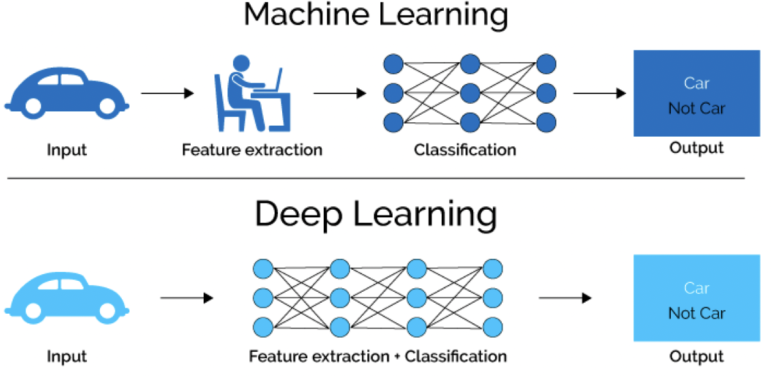 Machine Learning
Car
Not Car
Input
Feature extraction
Classification
Output
Deep Learning
Car
Not Car
Input
Feature extraction + Classification
Output